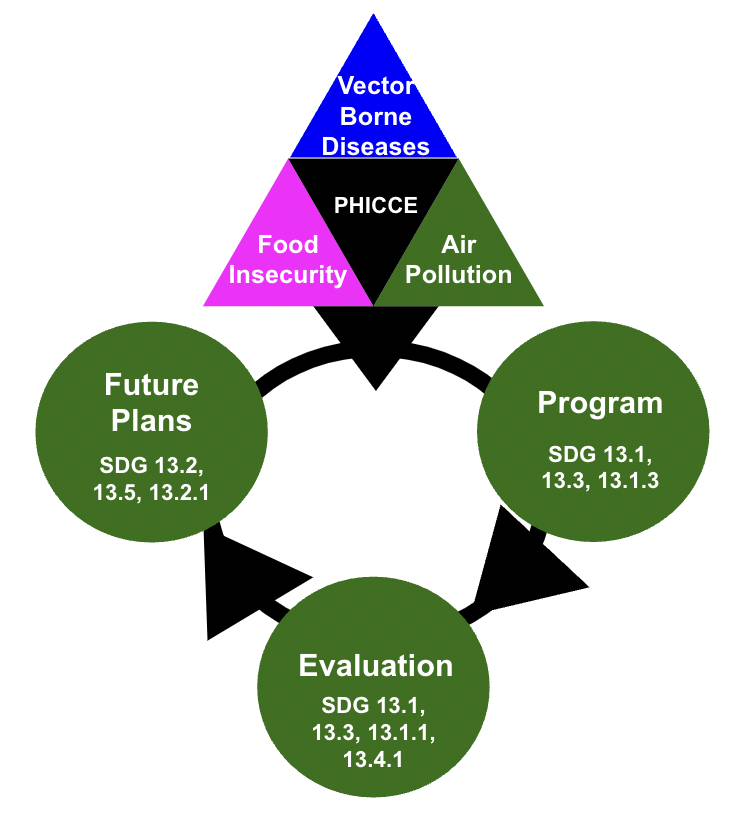 Vector
Borne
Diseases
PHICCE
Food
Insecurity
Air
Pollution
Future
Plans
SDG 13.2,
13.5, 13.2.1
Program
SDG 13.1,
13.3, 13.1.3
Evaluation
SDG 13.1,
13.3, 13.1.1,
13.4.1